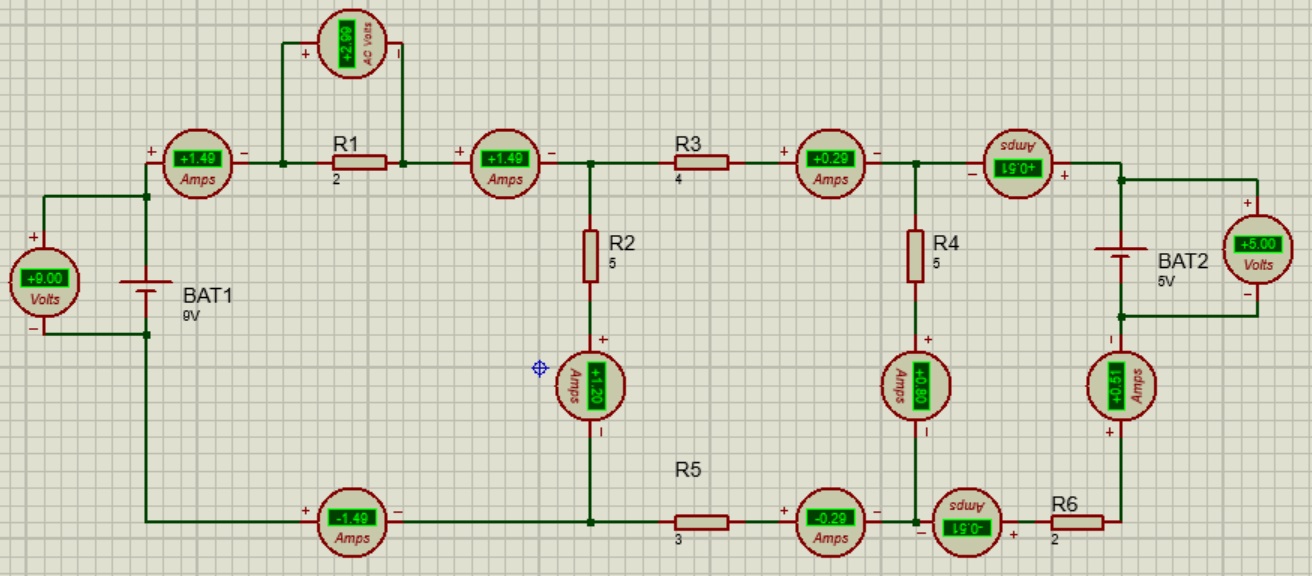 +2.99
AC Volts
+ -
R1
R3
+ -
+ -
+ -
+1.49
Amps
2
+1.49
Amps
4
+0.29
Amps
Amps
+0.51
- +
+
+9.00
Volts
-
BAT1
9V
R2
5
R4
5
BAT2
5V
+
+5.00
Volts
-
+
+1.20
Amps
-
+
+0.80
Amps
-
-
+0.51
Amps
+
R5
R6
+ -
-1.49
Amps
3
+ -
-0.29
Amps
Amps
-0.51
- +
2